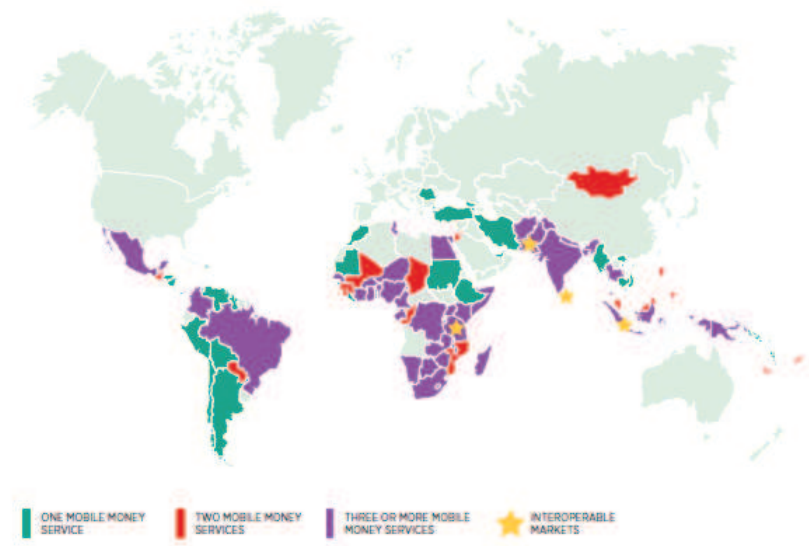 ONE MOBILE MONEY
SERVICE
TWO MOBILE MONEY
SERVICES
THREE OR MORE MOBILE
MONEY SERVICES
INTEROPERABLE
MARKETS